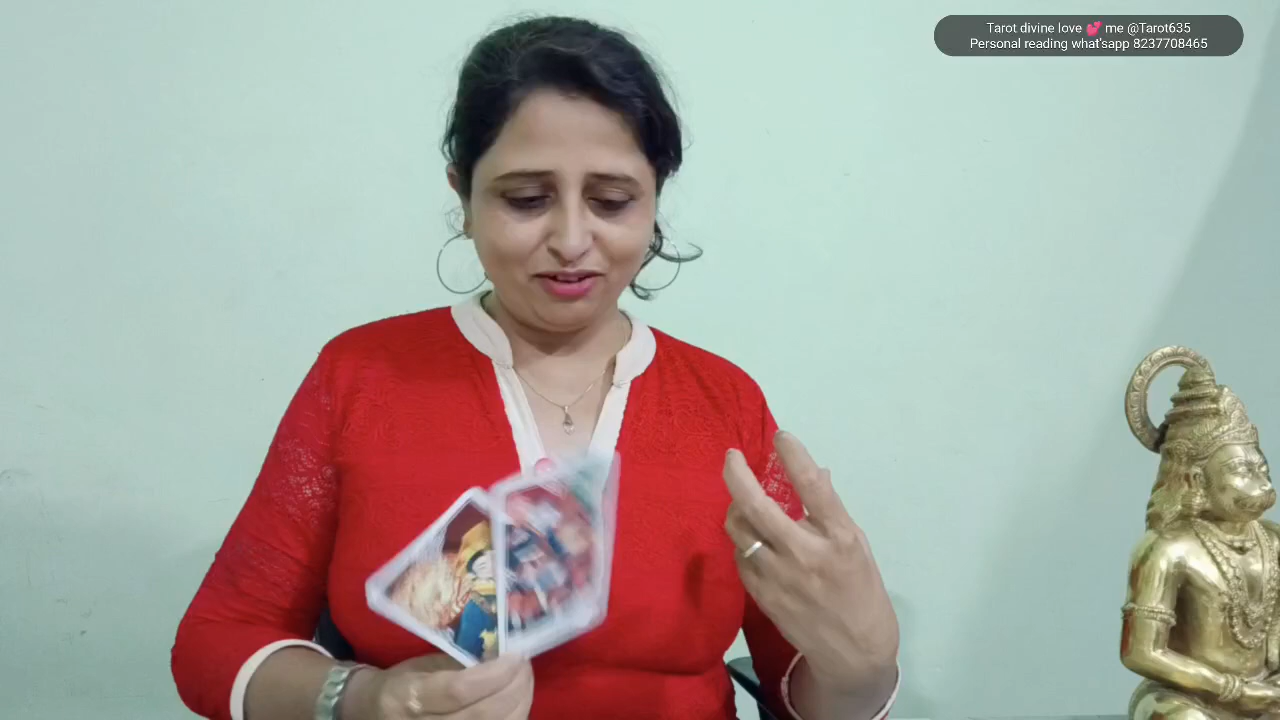 Tarot divine love 💕 me @Tarot635
Personal reading what'sapp 8237708465